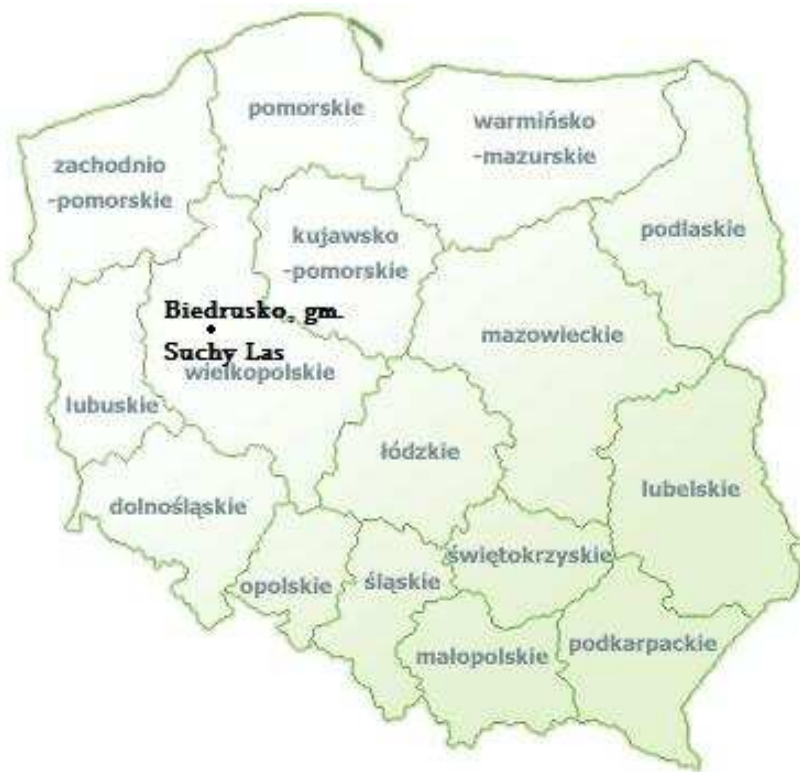 pomorskie
warmińsko
-mazurskie
zachodnio
-pomorskie
podlaskie
kujawsko
-pomorskie
Biedrusko, gm.
Suchy Las
mazowieckie
wielkopolskie
lubuskie
łódzkie
lubelskie
dolnośląskie
świętokrzyskie
opolskie
śląskie
małopolskie
podkarpackie